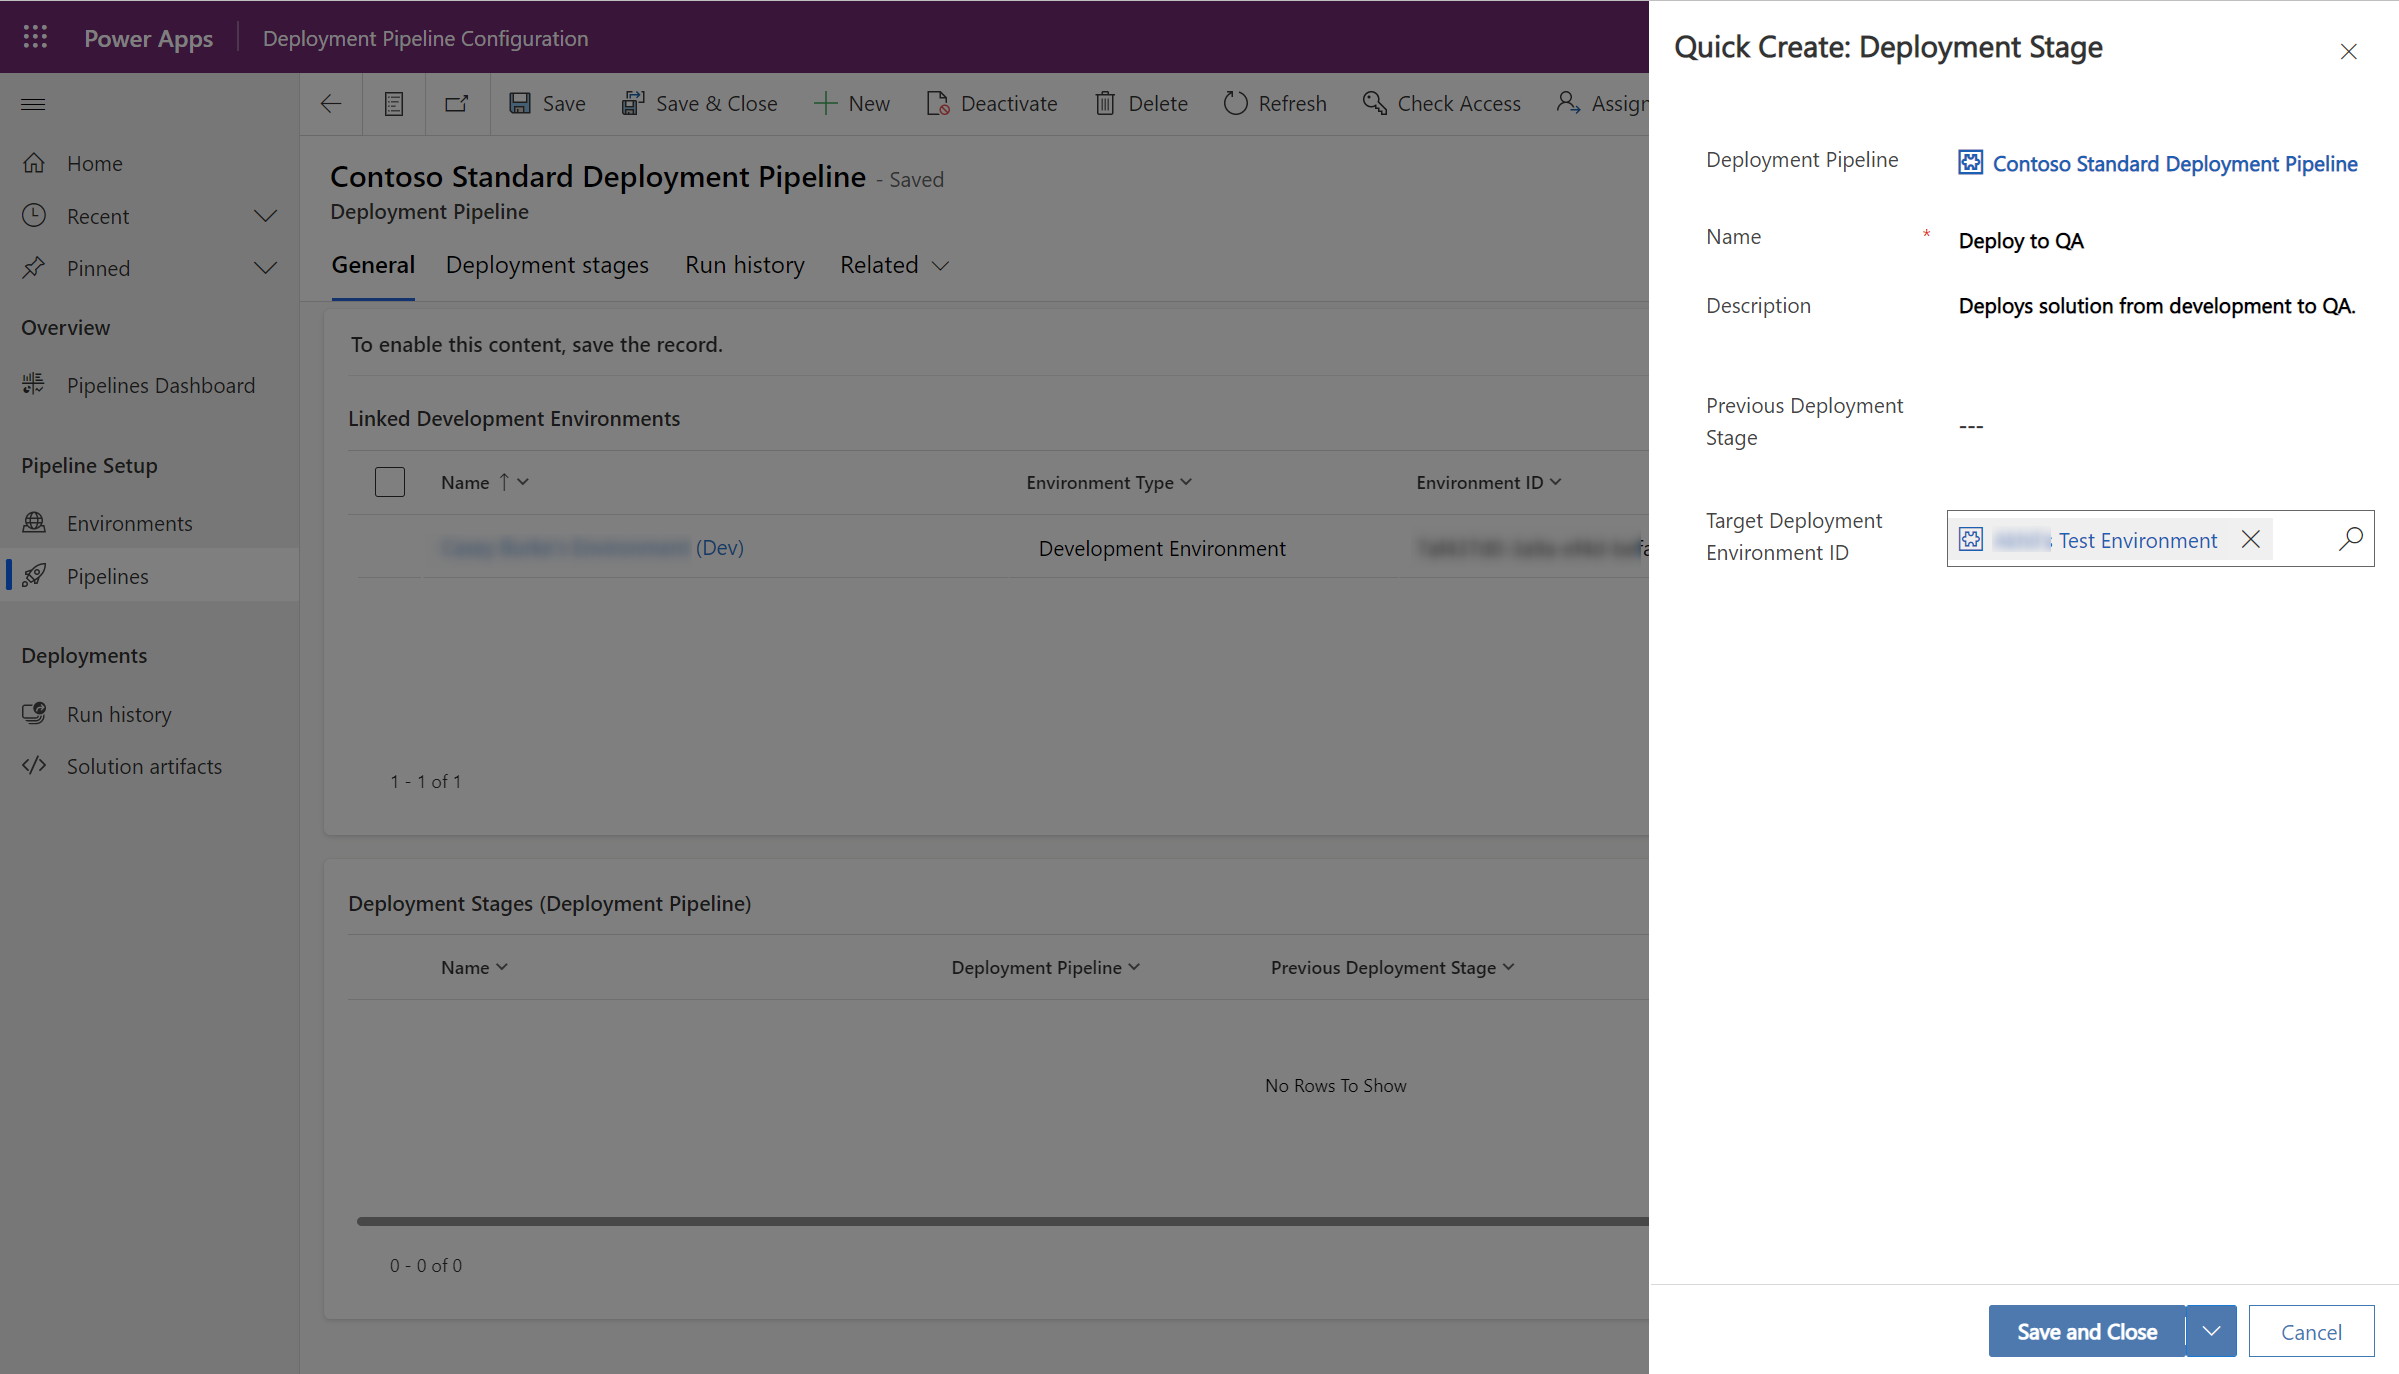 Power Apps
Deployment Pipeline Configuration
Save
Save & Close
New
Deactivate
Delete
Refresh
Check Access
Home
Recent
Pinned
Overview
Pipelines Dashboard
Pipeline Setup
Environments
Pipelines
Deployments
Run history
Solution artifacts
Contoso Standard Deployment Pipeline - Saved
Deployment Pipeline
General
Deployment stages
Run history
Related
To enable this content, save the record.
Linked Development Environments
Name
Environment Type
Environment ID
(Dev)
Development Environment
1 - 1 of 1
Deployment Stages (Deployment Pipeline)
Name
Deployment Pipeline
Previous Deployment Stage
No Rows To Show
0 - 0 of 0
Quick Create: Deployment Stage
Deployment Pipeline
Contoso Standard Deployment Pipeline
Name *
Deploy to QA
Description
Deploys solution from development to QA.
Previous Deployment
Stage
---
Target Deployment
Environment ID
Test Environment
Save and Close
Cancel